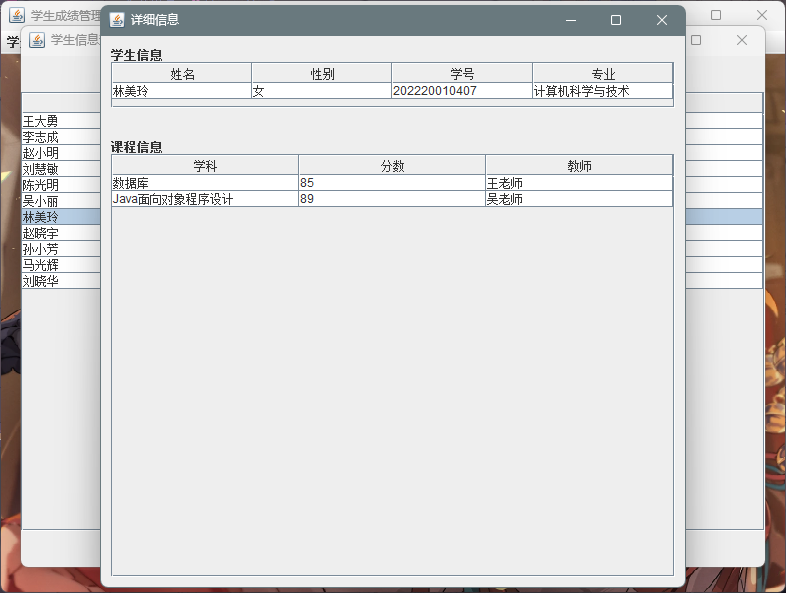 学生成绩管理
详细信息
学
学生信息
学生信息
姓名 性别 学号 专业
林美玲 女 202220010407 计算机科学与技术
课程信息
学科 分数 教师
数据库 85 王老师
Java面向对象程序设计 89 吴老师
王大勇
李志成
赵小明
刘慧敏
陈光明
吴小丽
林美玲
赵晓宇
孙小芳
马光辉
刘晓华